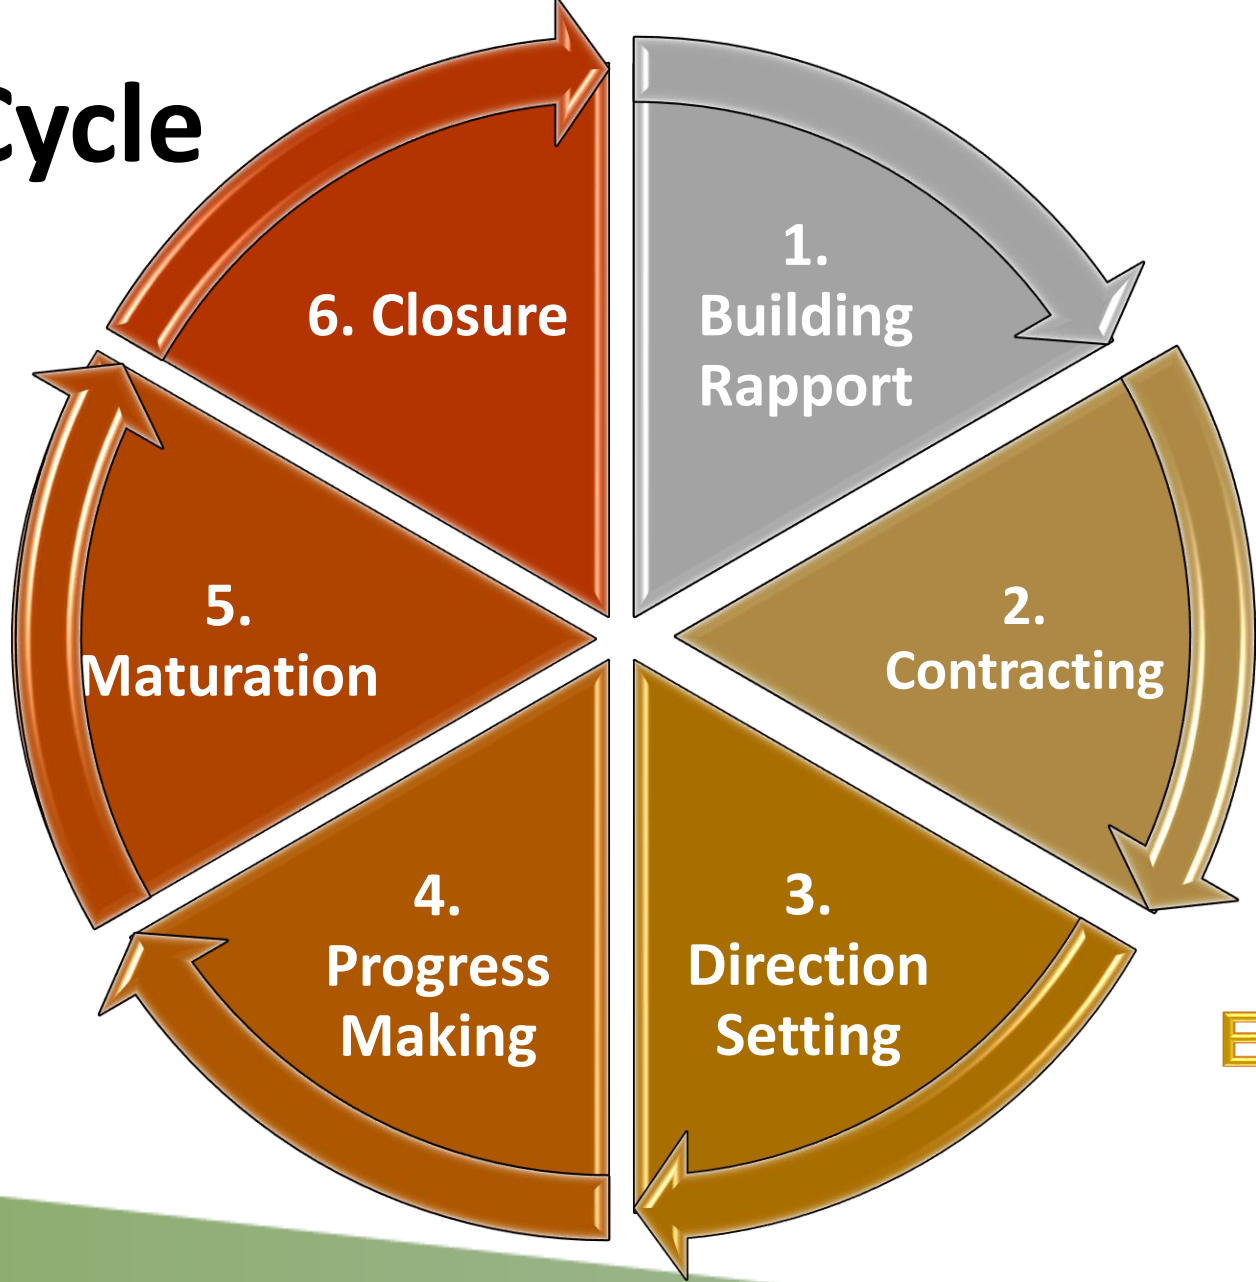 Cycle
1.
Building
Rapport
2.
Contracting
3.
Direction
Setting
4.
Progress
Making
5.
Maturation
6. Closure
E